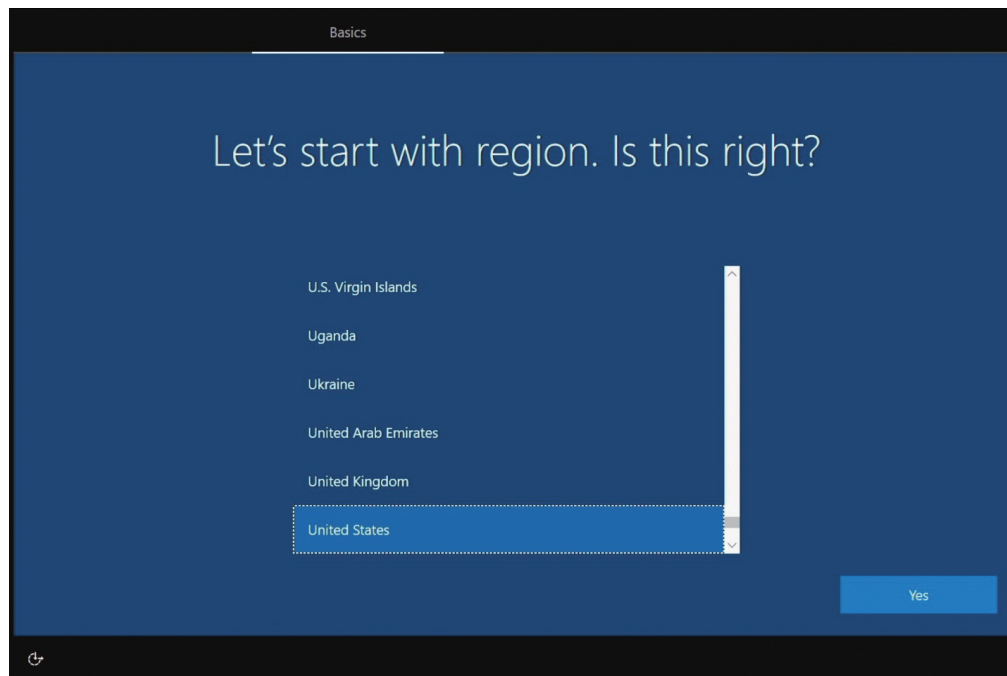 Basics
Let's start with region. Is this right?
U.S. Virgin Islands
Uganda
Ukraine
United Arab Emirates
United Kingdom
United States
Yes